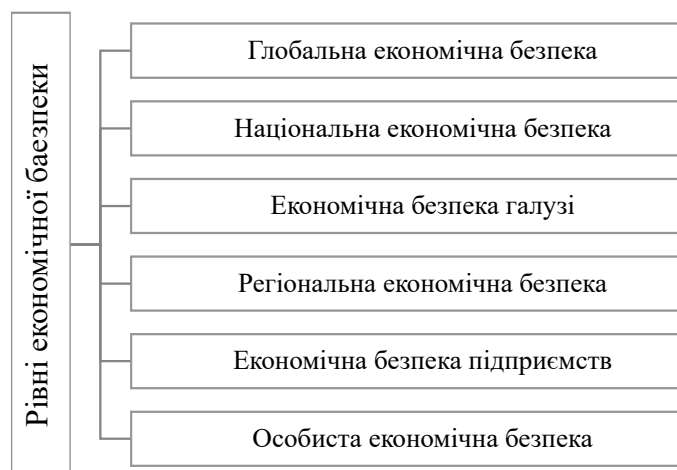 Рівні економічної баезпеки
Глобальна економічна безпека
Національна економічна безпека
Економічна безпека галузі
Регіональна економічна безпека
Економічна безпека підприємств
Особиста економічна безпека